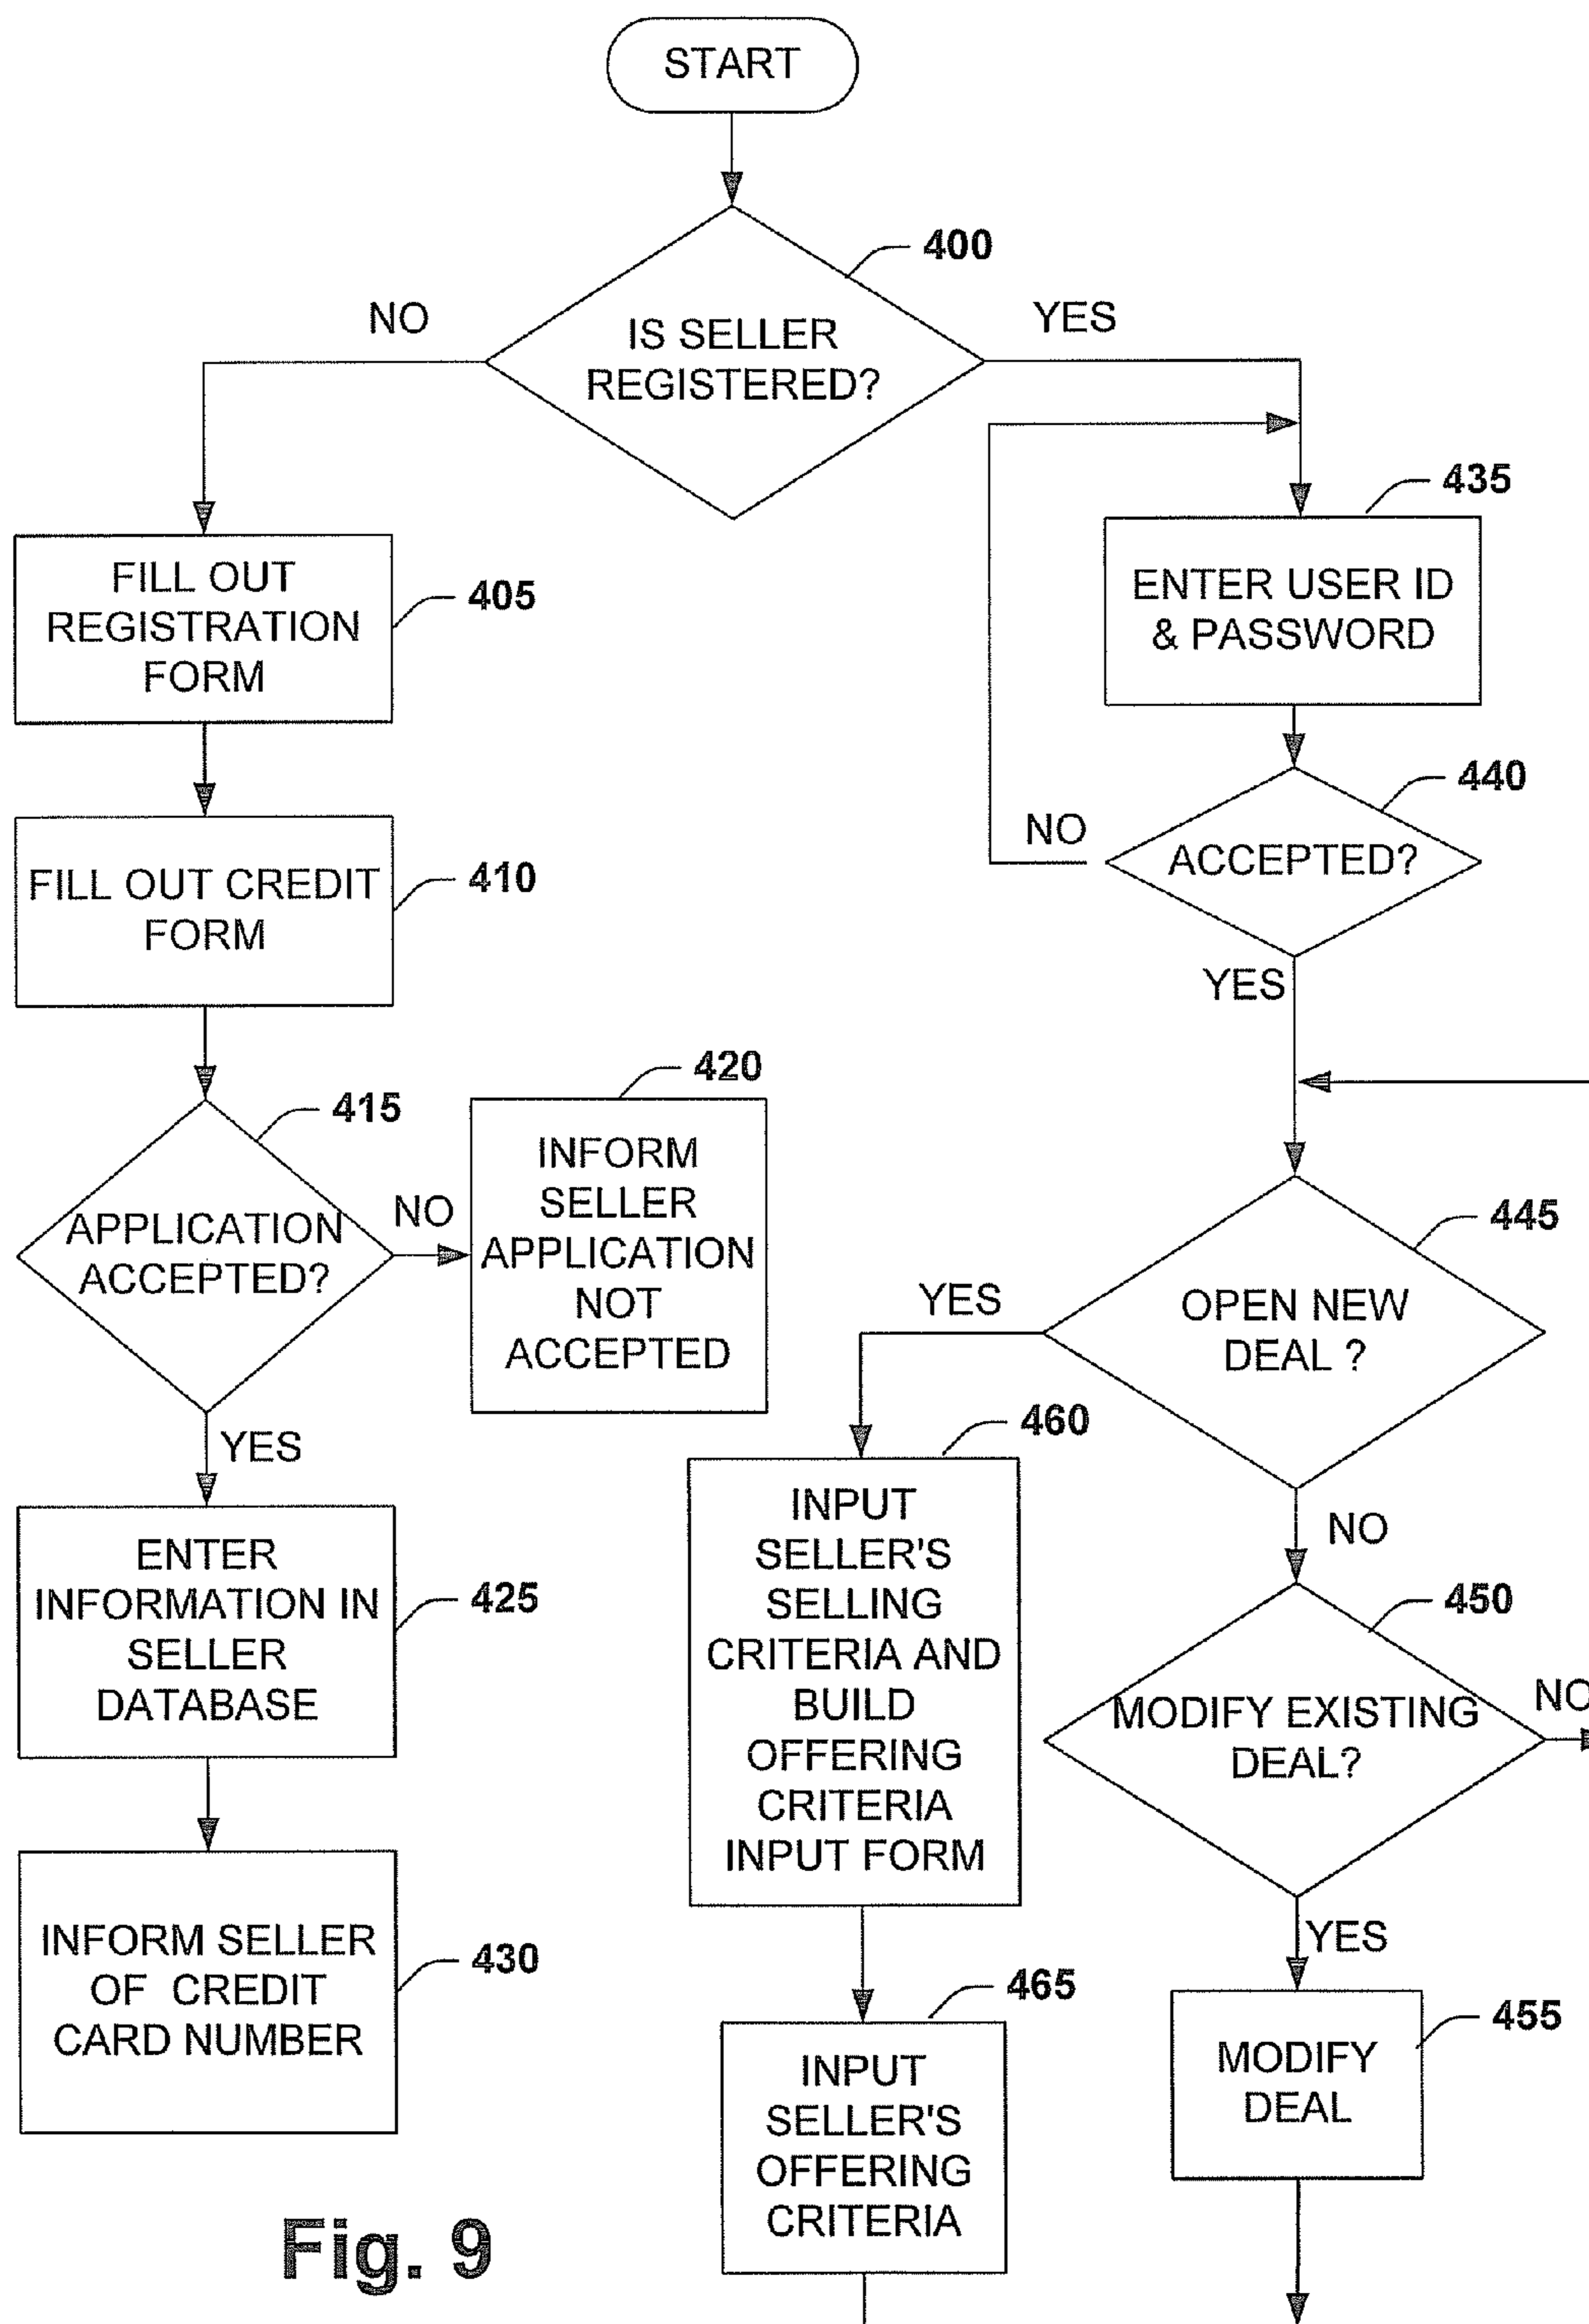 START
400
NO
YES
IS SELLER
REGISTERED?
435
FILL OUT
REGISTRATION
FORM
405
ENTER USER ID
& PASSWORD
440
NO
ACCEPTED?
FILL OUT CREDIT
FORM
410
YES
420
415
INFORM
SELLER
APPLICATION
NOT
ACCEPTED
NO
APPLICATION
ACCEPTED?
445
YES
OPEN NEW
DEAL ?
460
YES
NO
INPUT
SELLER'S
SELLING
CRITERIA AND
BUILD
OFFERING
CRITERIA
INPUT FORM
ENTER
INFORMATION IN
SELLER
DATABASE
425
450
NO
MODIFY EXISTING
DEAL?
YES
INFORM SELLER
OF CREDIT
CARD NUMBER
430
465
455
INPUT
SELLER'S
OFFERING
CRITERIA
MODIFY
DEAL
Fig. 9